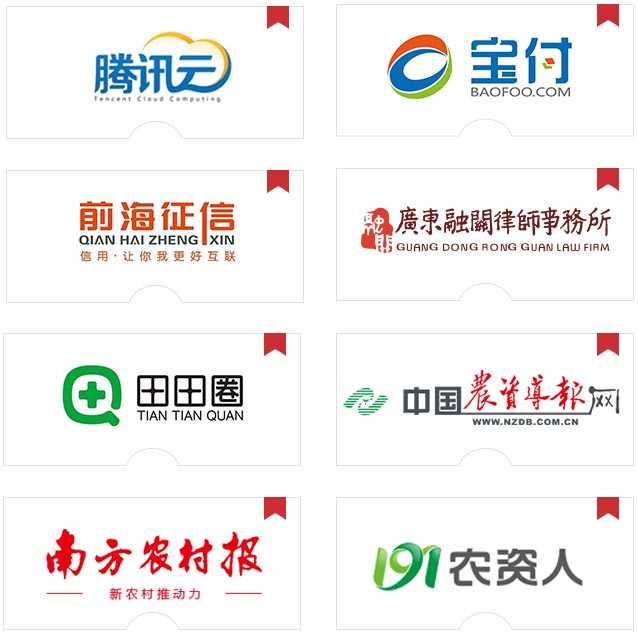 腾讯云
Tencent Cloud Computing
宝付
BAOFOO.COM
前海征信
QIAN HAI ZHENG XIN
信用·让你我更好互联
融關
廣東融關律師事務所
GUANG DONG RONG GUAN LAW FIRM
田田圈
TIAN TIAN QUAN
中国農資導報网
WWW.NZDB.COM.CN
南方农村报
新农村推动力
191农资人